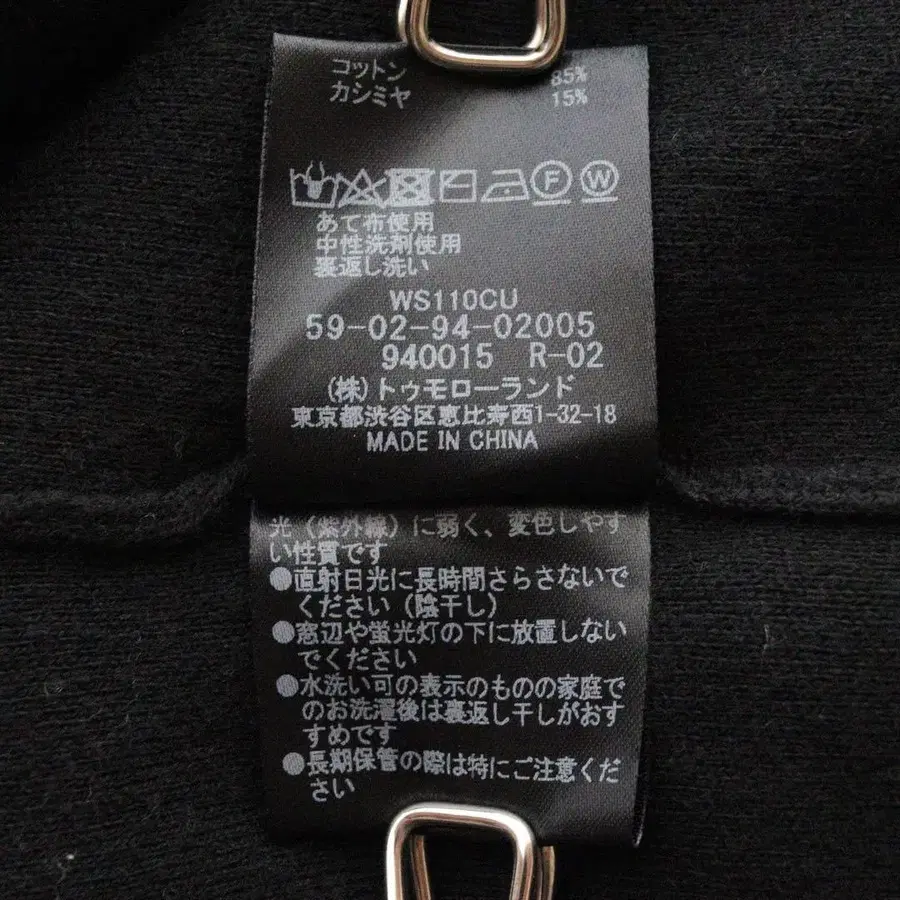 コットン 85%
カシミヤ 15%
F W
あて布使用
中性洗剤使用
裏返し洗い
WS110CU
59-02-94-02005
940015 R-02
(株)トゥモローランド
東京都渋谷区恵比寿西1-32-18
MADE IN CHINA
光(紫外線)に弱く、変色しやす
い性質です
●直射日光に長時間さらさないで
ください(陰干し)
●窓辺や蛍光灯の下に放置しない
でください
●水洗い可の表示のものの家庭で
のお洗濯後は裏返し干しがおす
すめです
●長期保管の際は特にご注意くだ
さい